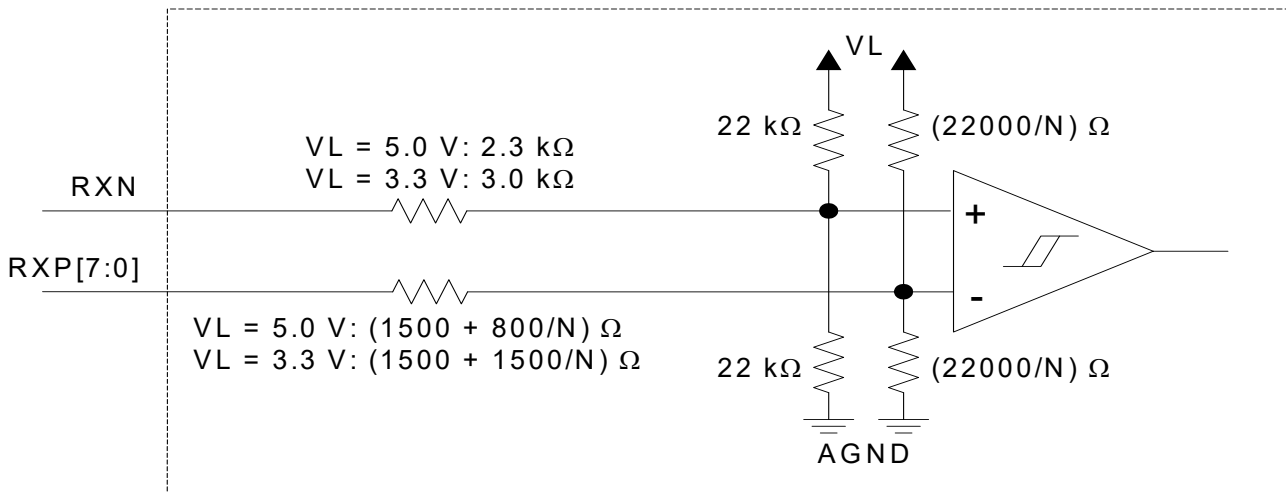 VL
22 kΩ
(22000/N) Ω
VL = 5.0 V: 2.3 kΩ
VL = 3.3 V: 3.0 kΩ
RXN
+
RXP[7:0]
-
VL = 5.0 V: (1500 + 800/N) Ω
VL = 3.3 V: (1500 + 1500/N) Ω
22 kΩ
(22000/N) Ω
AGND